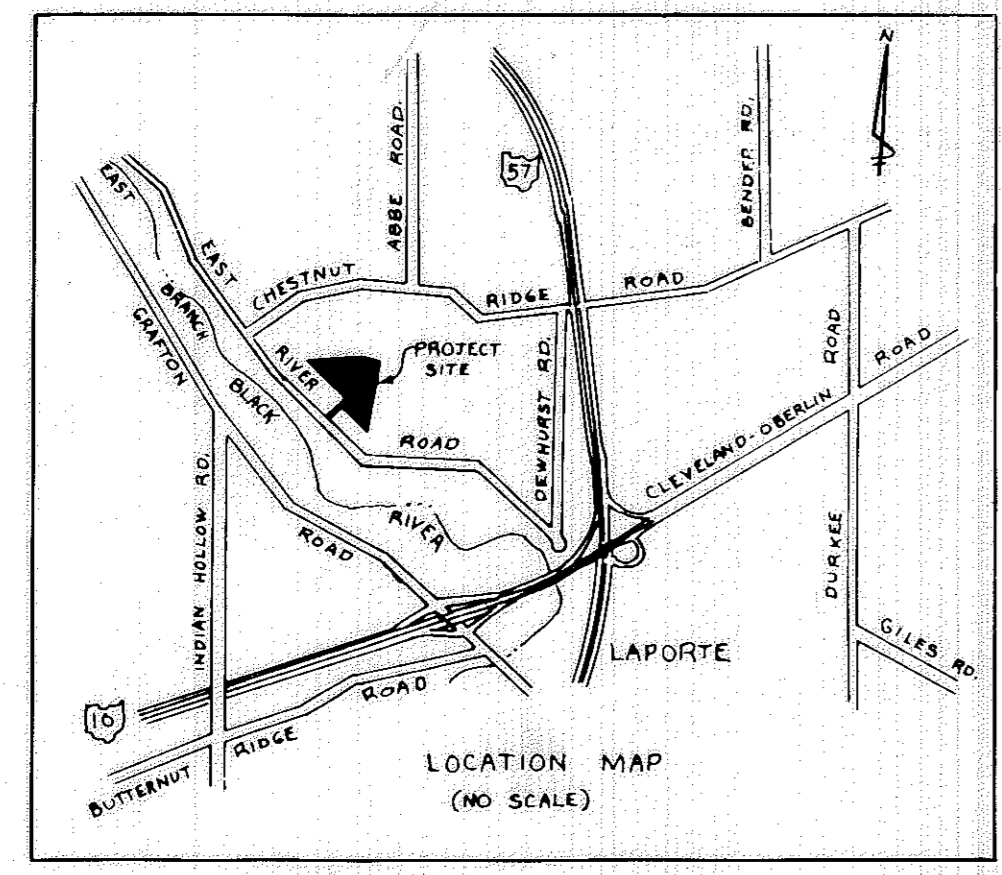 N
ABBE ROAD
57
BENDER RD.
EAST
EAST
CHESTNUT
RIDGE
ROAD
BRANCH
GRAFTON
RIVER
PROJECT
SITE
DEWHURST RD.
ROAD
ROAD
BLACK
ROAD
CLEVELAND-OBERLIN
RIVER
ROAD
INDIAN HOLLOW RD.
DURKEE
GILES RD.
LAPORTE
ROAD
10
RIDGE
BUTTERNUT
LOCATION MAP
(NO SCALE)